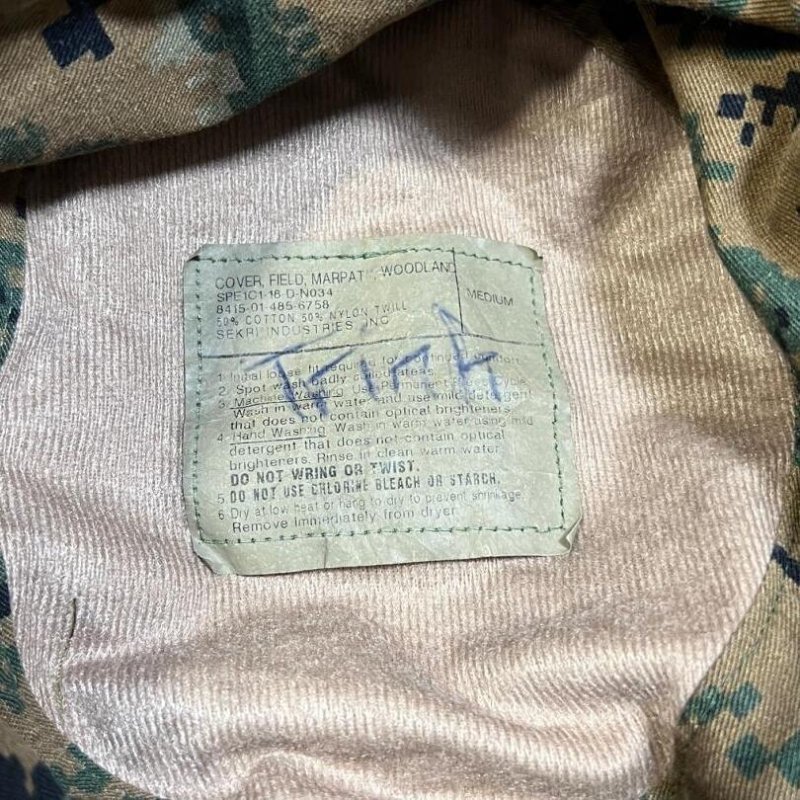 COVER, FIELD, MARPAT™ WOODLAND
MEDIUM
SPE1C1-16-D-N034
8415-01-485-6758
50% COTTON 50% NYLON TWILL
SEKRI INDUSTRIES, INC
1 Initial loose fit required for continued
2. Spot wash badly areas.
3. Machine Washing: Use Permanent Press
Wash in warm water and use mild detergent
that does not contain optical brighteners
4. Hand Washing: Wash in warm water using mild
detergent that does not contain optical
brighteners. Rinse in clean warm water
DO NOT WRING OR TWIST.
5 DO NOT USE CHLORINE BLEACH OR STARCH.
6. Dry at low heat or hang to dry to prevent shrinkage.
Remove immediately from dryer